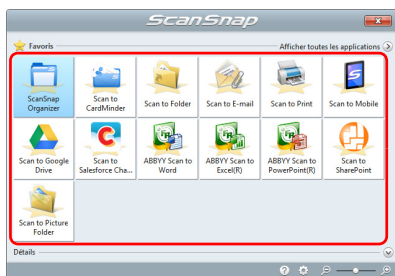 ScanSnap
Favoris
Afficher toutes les applications
ScanSnap
Organizer
Scan to
CardMinder
Scan to Folder
Scan to E-mail
Scan to Print
Scan to Mobile
Scan to Google
Drive
Scan to
Salesforce Cha...
ABBYY Scan to
Word
ABBYY Scan to
Excel(R)
ABBYY Scan to
PowerPoint(R)
Scan to
SharePoint
Scan to Picture
Folder
Détails